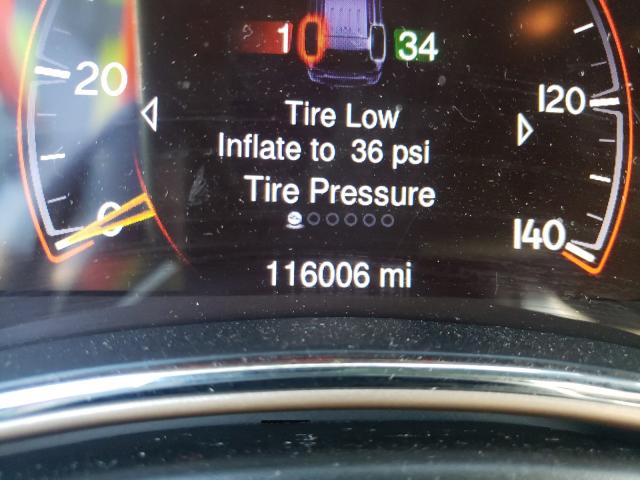 1 34
20
120
Tire Low
Inflate to 36 psi
Tire Pressure
0
140
116006 mi